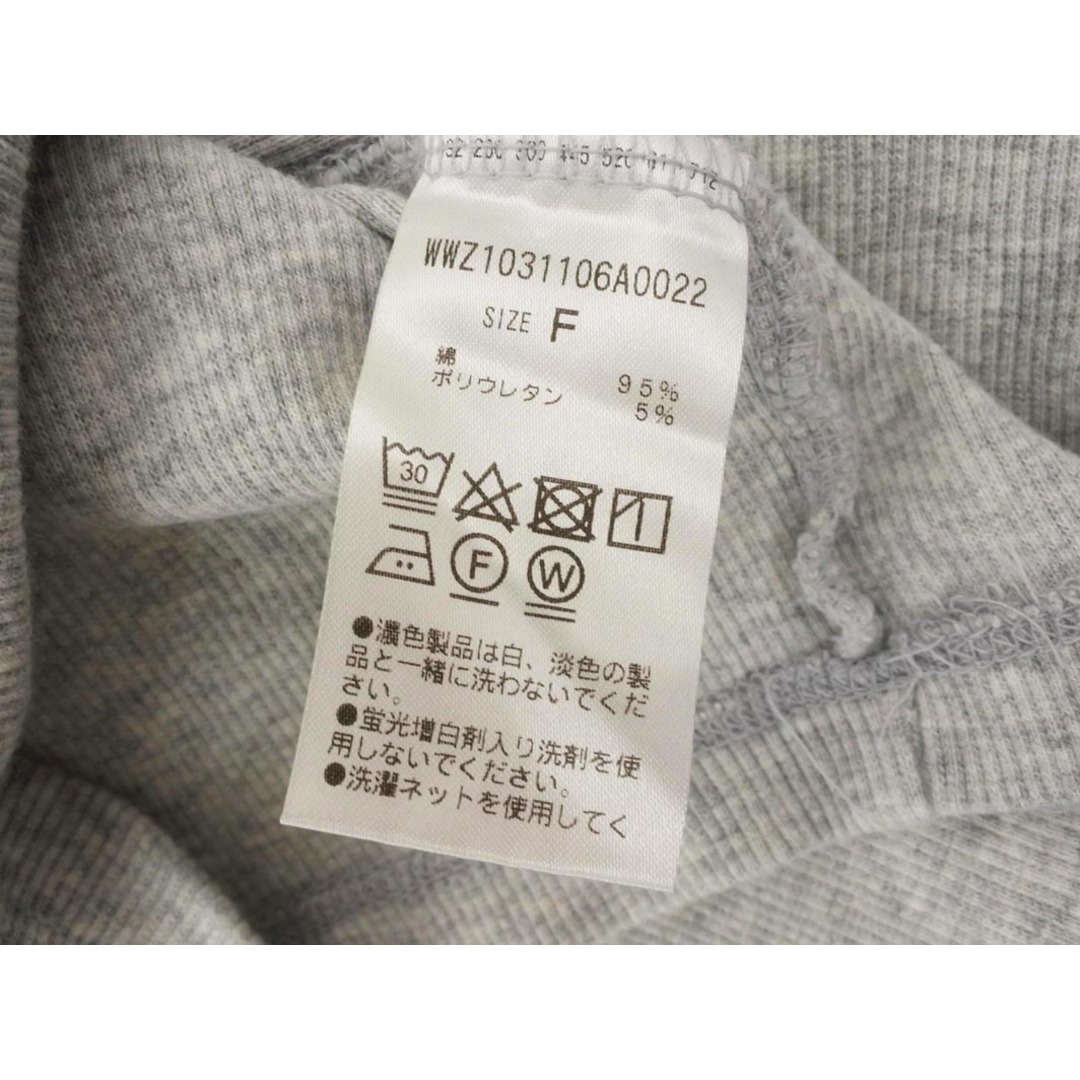 WWZ1031106A0022
SIZE F
綿 95%
ポリウレタン 5%
30
F W
●濃色製品は白、淡色の製
品と一緒に洗わないでくだ
さい。
●蛍光増白剤入り洗剤を使
用しないでください。
●洗濯ネットを使用してく